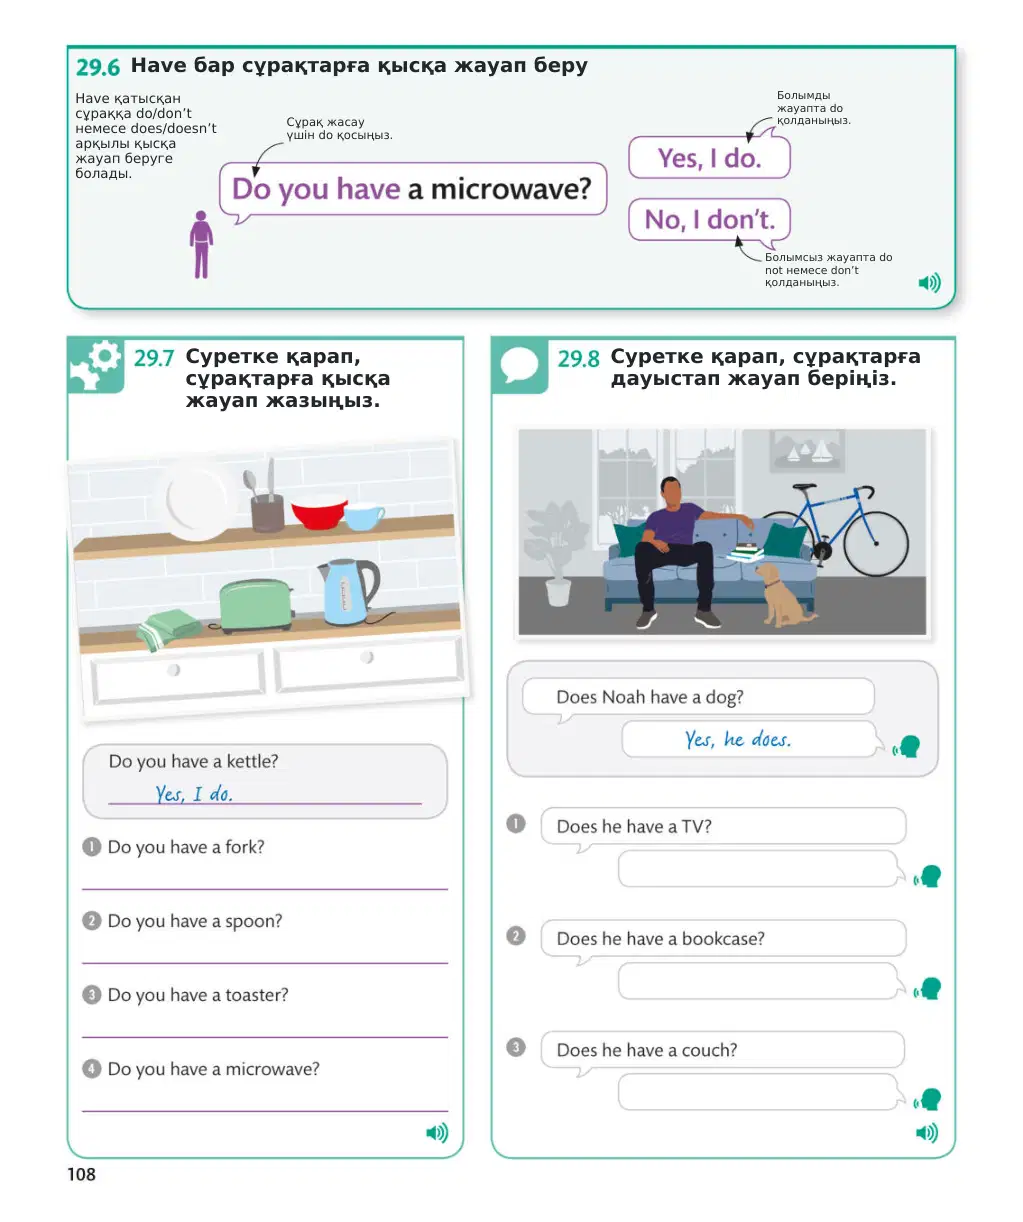 29.6 Have бар сұрақтарға қысқа жауап беру
Have қатысқан
сұраққа do/don’t
немесе does/doesn’t
арқылы қысқа
жауап беруге
болады.
Сұрақ жасау
үшін do қосыңыз.
Do you have a microwave?
Болымды
жауапта do
қолданыңыз.
Yes, I do.
No, I don’t.
Болымсыз жауапта do
not немесе don’t
қолданыңыз.
29.7 Суретке қарап,
сұрақтарға қысқа
жауап жазыңыз.
Do you have a kettle?
Yes, I do.
1 Do you have a fork?
2 Do you have a spoon?
3 Do you have a toaster?
4 Do you have a microwave?
29.8 Суретке қарап, сұрақтарға
дауыстап жауап беріңіз.
Does Noah have a dog?
Yes, he does.
1 Does he have a TV?
2 Does he have a bookcase?
3 Does he have a couch?
108